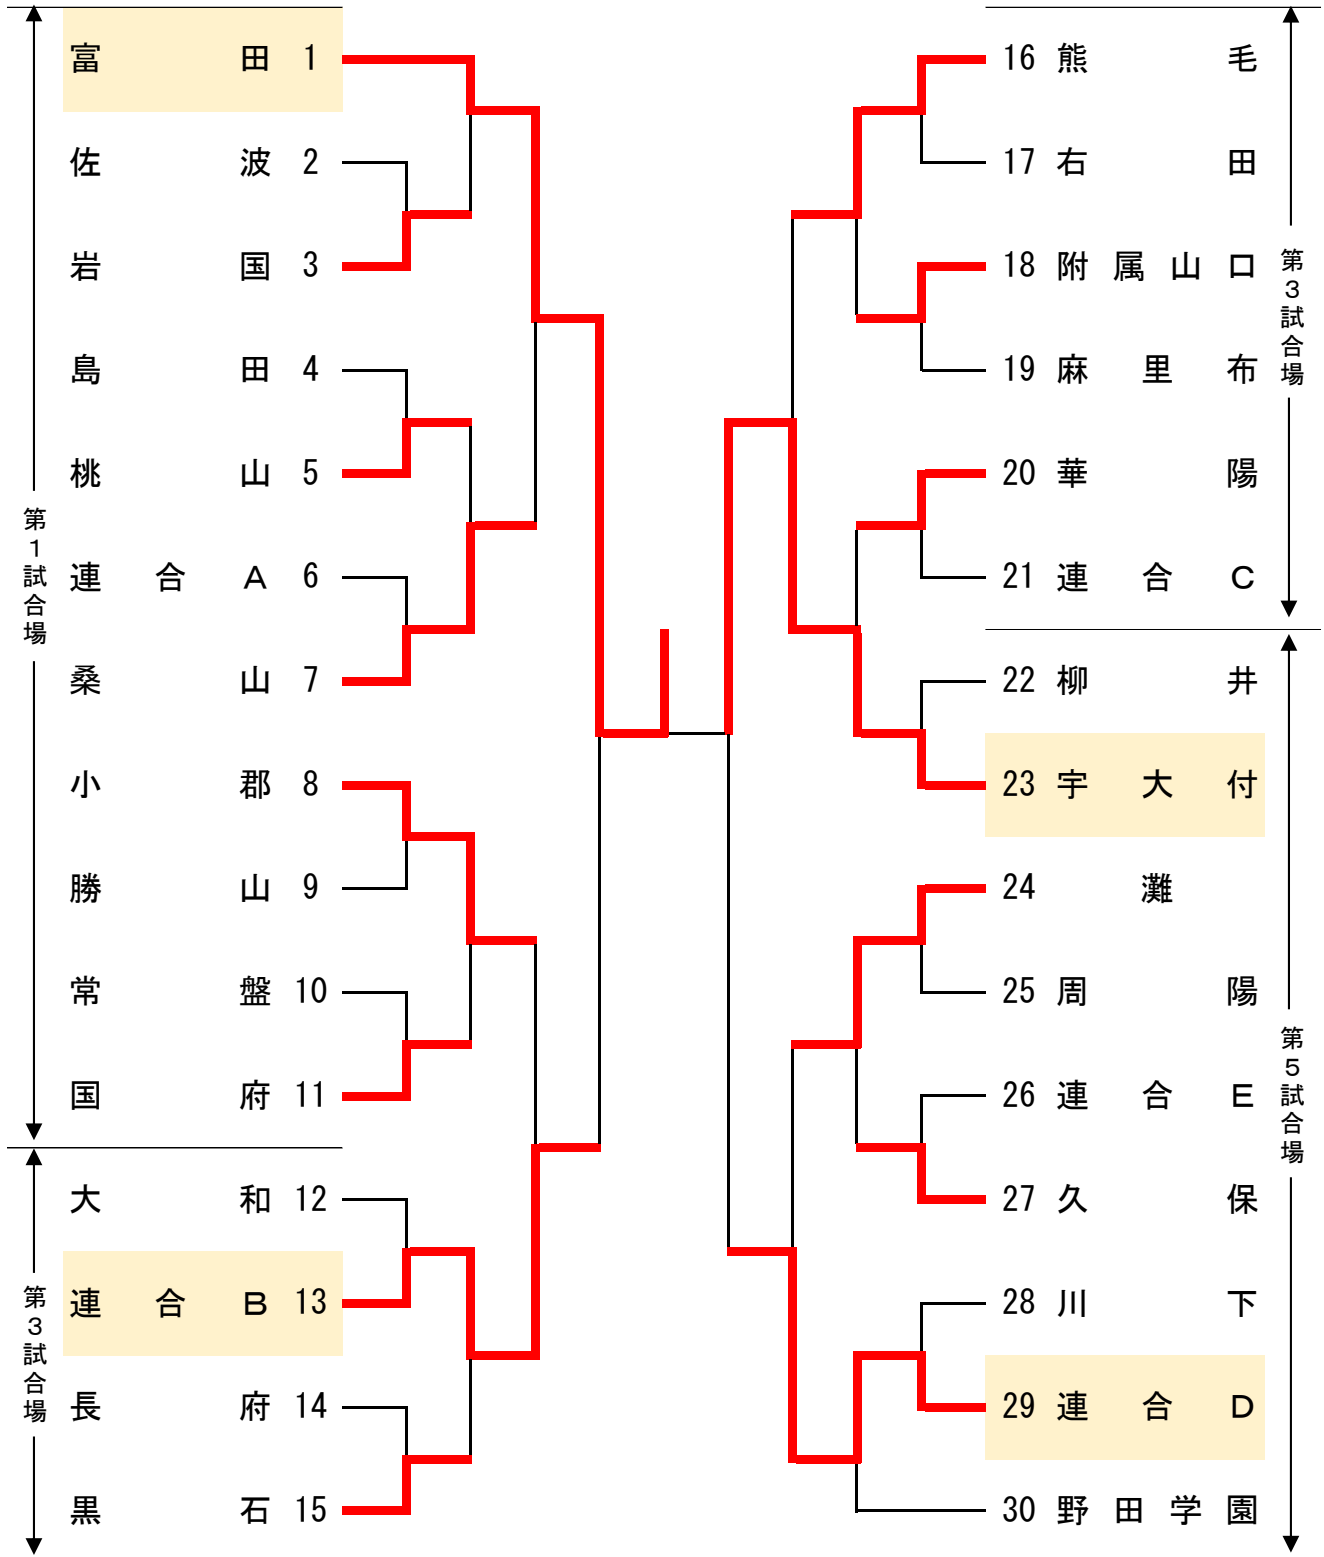 富田 1
佐波 2
岩国 3
島田 4
桃山 5
連合A 6
桑山 7
小郡 8
勝山 9
常盤 10
国府 11
大和 12
連合B 13
長府 14
黒石 15
第1試合場
第3試合場
16 熊毛
17 右田
18 附属山口
19 麻里布
20 華陽
21 連合C
22 柳井
23 宇大付
24 灘
25 周陽
26 連合E
27 久保
28 川下
29 連合D
30 野田学園
第3試合場
第5試合場